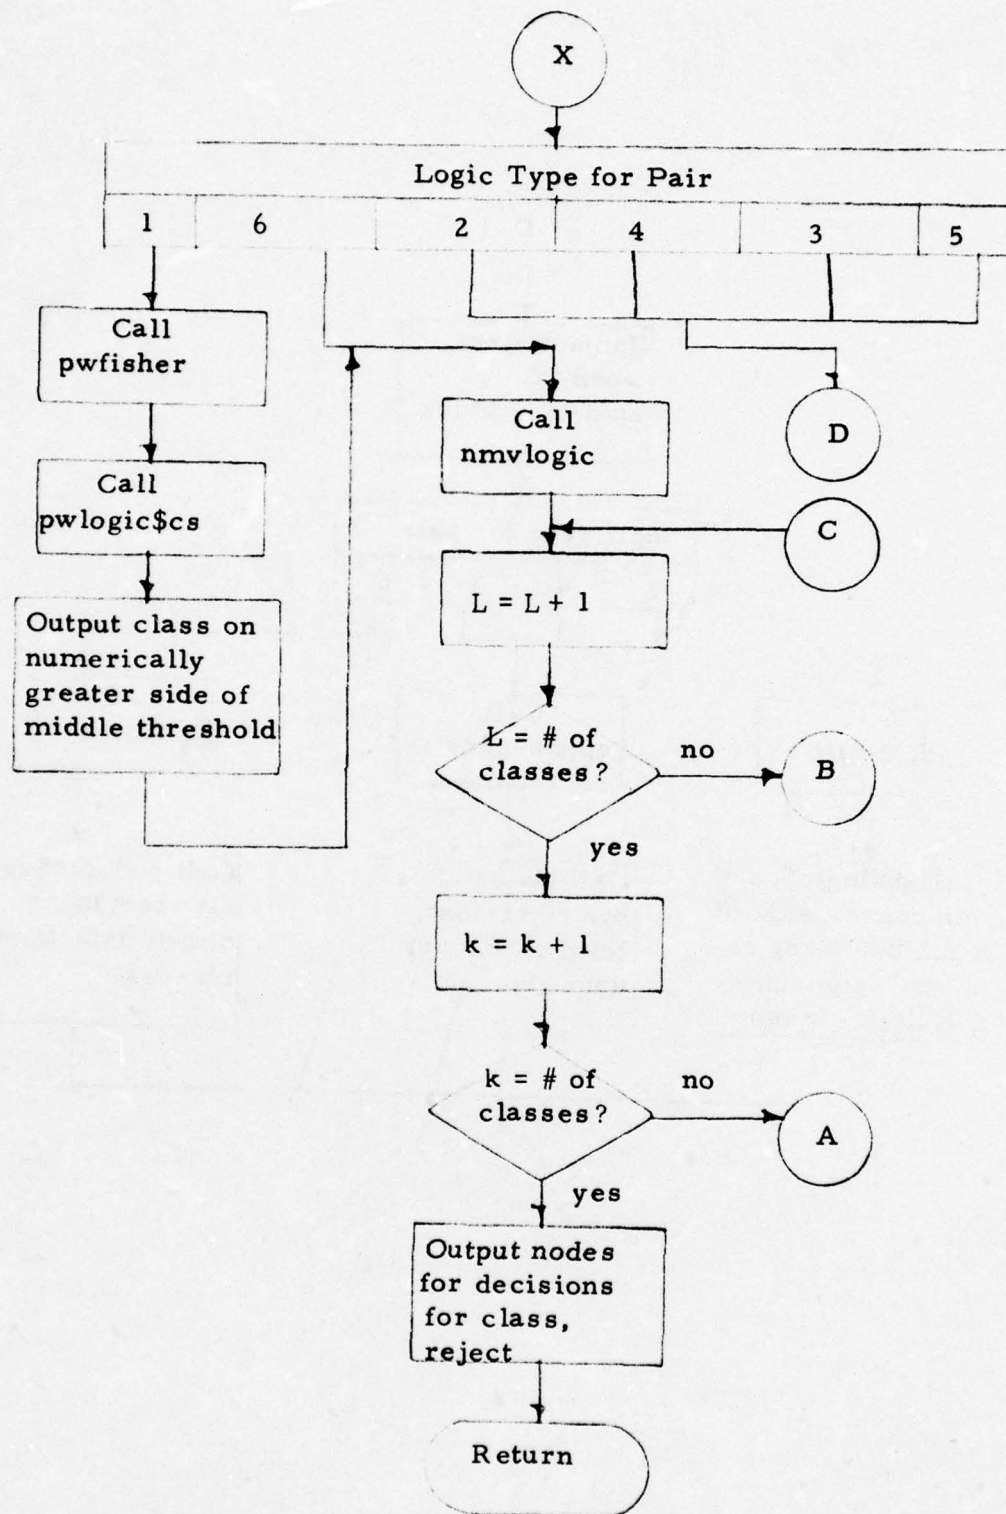 X
Logic Type for Pair
1 6 2 4 3 5
Call
pwfisher
Call
nmvlogic
D
Call
pwlogic$cs
C
Output class on
numerically
greater side of
middle threshold
L = L + 1
L = # of
classes?
no
B
yes
k = k + 1
k = # of
classes?
no
A
yes
Output nodes
for decisions
for class,
reject
Return